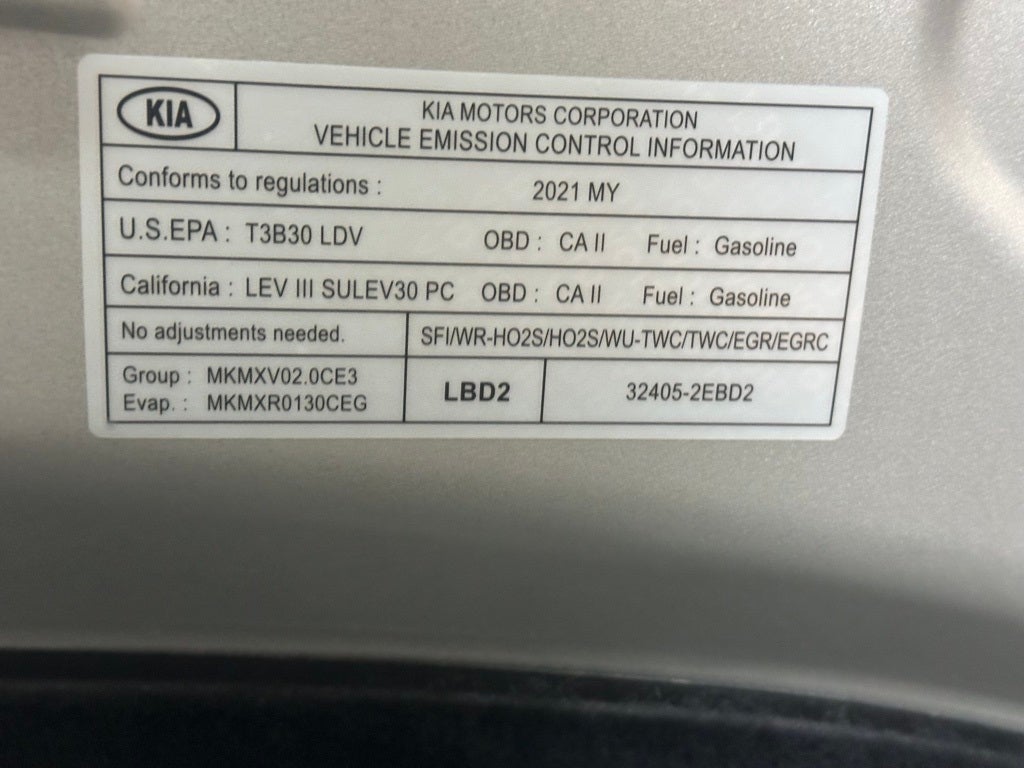 KIA
KIA MOTORS CORPORATION
VEHICLE EMISSION CONTROL INFORMATION
Conforms to regulations : 2021 MY
U.S.EPA : T3B30 LDV OBD : CA II Fuel : Gasoline
California : LEV III SULEV30 PC OBD : CA II Fuel : Gasoline
No adjustments needed. SFI/WR-HO2S/HO2S/WU-TWC/TWC/EGR/EGRC
Group : MKMXV02.0CE3
Evap. : MKMXR0130CEG
LBD2 32405-2EBD2